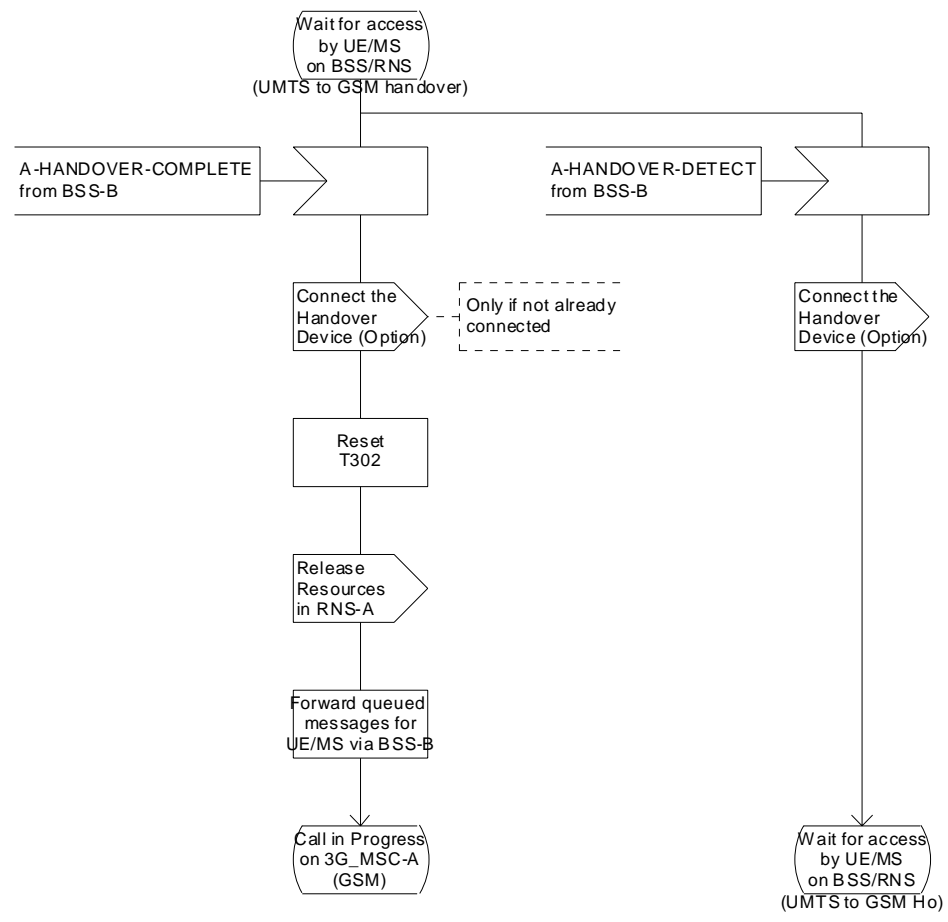 Wait for access
by UE/MS
on BSS/RNS
(UMTS to GSM handover)
A-HANDOVER-COMPLETE
from BSS-B
A-HANDOVER-DETECT
from BSS-B
Connect the
Handover
Device (Option)
Only if not already
connected
Connect the
Handover
Device (Option)
Reset
T302
Release
Resources
in RNS-A
Forward queued
messages for
UE/MS via BSS-B
Call in Progress
on 3G_MSC-A
(GSM)
Wait for access
by UE/MS
on BSS/RNS
(UMTS to GSM Ho)